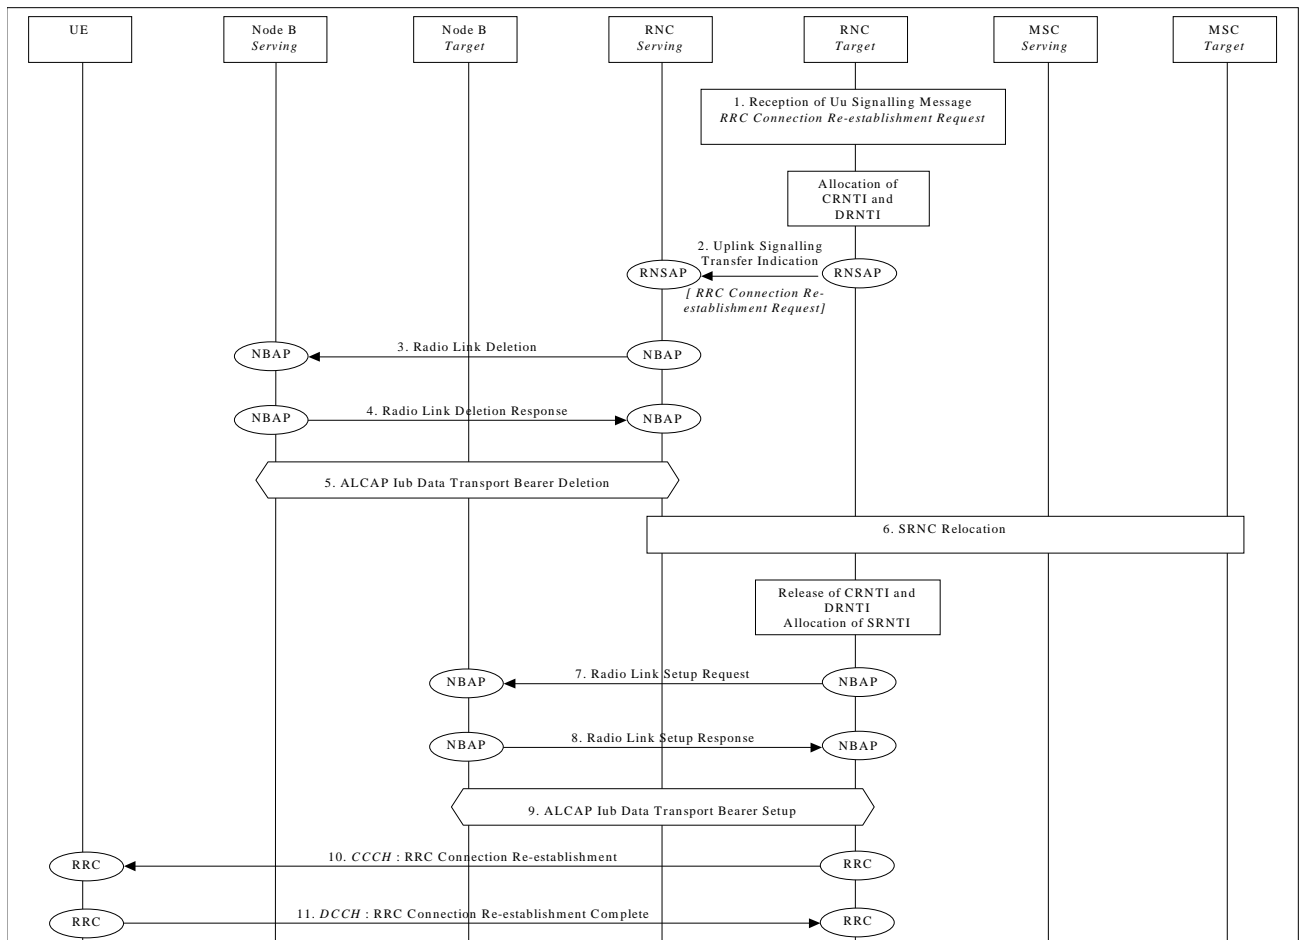 UE
Node B
Serving
Node B
Target
RNC
Serving
RNC
Target
MSC
Serving
MSC
Target
1. Reception of Uu Signalling Message
RRC Connection Re-establishment Request
Allocation of
CRNTI and
DRNTI
2. Uplink Signalling
Transfer Indication
RNSAP
RNSAP
[ RRC Connection Re-
establishment Request]
NBAP
3. Radio Link Deletion
NBAP
NBAP
4. Radio Link Deletion Response
NBAP
5. ALCAP Iub Data Transport Bearer Deletion
6. SRNC Relocation
Release of CRNTI and
DRNTI
Allocation of SRNTI
NBAP
7. Radio Link Setup Request
NBAP
NBAP
8. Radio Link Setup Response
NBAP
9. ALCAP Iub Data Transport Bearer Setup
RRC
10. CCCH : RRC Connection Re-establishment
RRC
RRC
11. DCCH : RRC Connection Re-establishment Complete
RRC